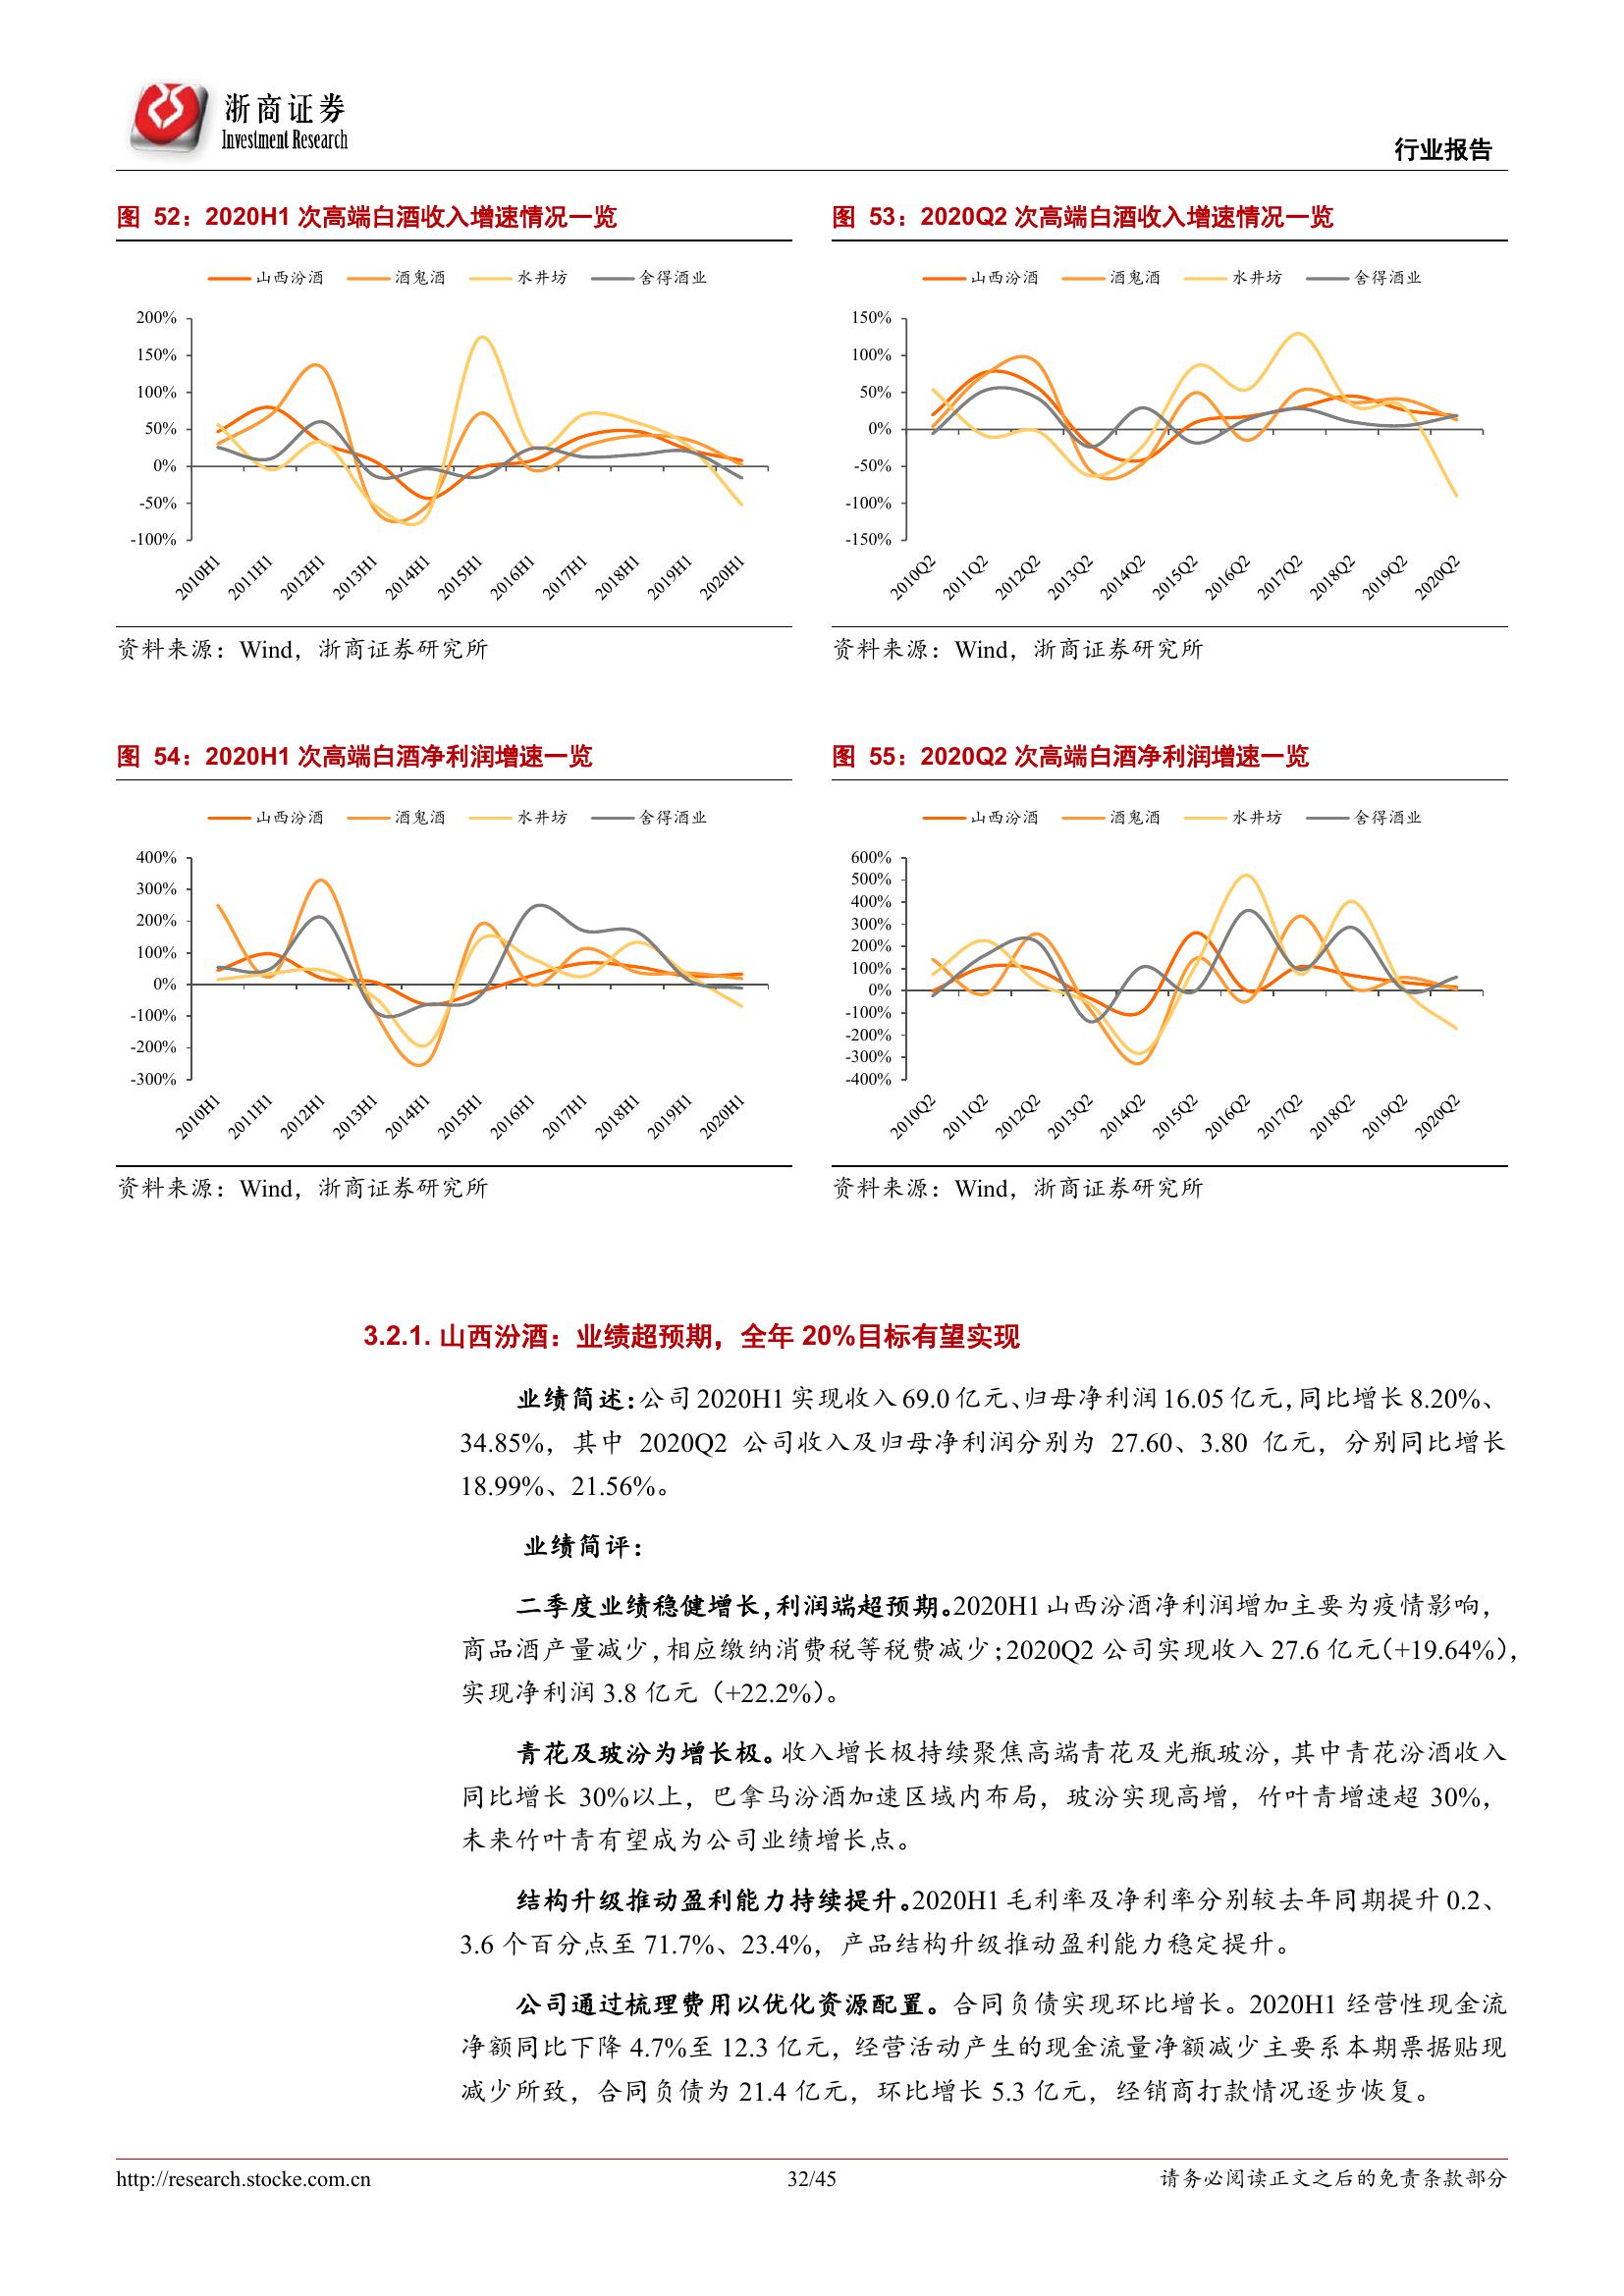 浙商证券
Investment Research
行业报告
图 52：2020H1 次高端白酒收入增速情况一览
山西汾酒 酒鬼酒 水井坊 舍得酒业
200%
150%
100%
50%
0%
-50%
-100%
2010H1 2011H1 2012H1 2013H1 2014H1 2015H1 2016H1 2017H1 2018H1 2019H1 2020H1
资料来源：Wind，浙商证券研究所
图 53：2020Q2 次高端白酒收入增速情况一览
山西汾酒 酒鬼酒 水井坊 舍得酒业
150%
100%
50%
0%
-50%
-100%
-150%
2010Q2 2011Q2 2012Q2 2013Q2 2014Q2 2015Q2 2016Q2 2017Q2 2018Q2 2019Q2 2020Q2
资料来源：Wind，浙商证券研究所
图 54：2020H1 次高端白酒净利润增速一览
山西汾酒 酒鬼酒 水井坊 舍得酒业
400%
300%
200%
100%
0%
-100%
-200%
-300%
2010H1 2011H1 2012H1 2013H1 2014H1 2015H1 2016H1 2017H1 2018H1 2019H1 2020H1
资料来源：Wind，浙商证券研究所
图 55：2020Q2 次高端白酒净利润增速一览
山西汾酒 酒鬼酒 水井坊 舍得酒业
600%
500%
400%
300%
200%
100%
0%
-100%
-200%
-300%
-400%
2010Q2 2011Q2 2012Q2 2013Q2 2014Q2 2015Q2 2016Q2 2017Q2 2018Q2 2019Q2 2020Q2
资料来源：Wind，浙商证券研究所
3.2.1. 山西汾酒：业绩超预期，全年 20%目标有望实现
业绩简述：公司 2020H1 实现收入 69.0 亿元、归母净利润 16.05 亿元，同比增长 8.20%、
34.85%，其中 2020Q2 公司收入及归母净利润分别为 27.60、3.80 亿元，分别同比增长
18.99%、21.56%。
业绩简评：
二季度业绩稳健增长，利润端超预期。2020H1 山西汾酒净利润增加主要为疫情影响，
商品酒产量减少，相应缴纳消费税等税费减少；2020Q2 公司实现收入 27.6 亿元（+19.64%），
实现净利润 3.8 亿元（+22.2%）。
青花及玻汾为增长极。收入增长极持续聚焦高端青花及光瓶玻汾，其中青花汾酒收入
同比增长 30%以上，巴拿马汾酒加速区域内布局，玻汾实现高增，竹叶青增速超 30%，
未来竹叶青有望成为公司业绩增长点。
结构升级推动盈利能力持续提升。2020H1 毛利率及净利率分别较去年同期提升 0.2、
3.6 个百分点至 71.7%、23.4%，产品结构升级推动盈利能力稳定提升。
公司通过梳理费用以优化资源配置。合同负债实现环比增长。2020H1 经营性现金流
净额同比下降 4.7%至 12.3 亿元，经营活动产生的现金流量净额减少主要系本期票据贴现
减少所致，合同负债为 21.4 亿元，环比增长 5.3 亿元，经销商打款情况逐步恢复。
http://research.stocke.com.cn
32/45
请务必阅读正文之后的免责条款部分